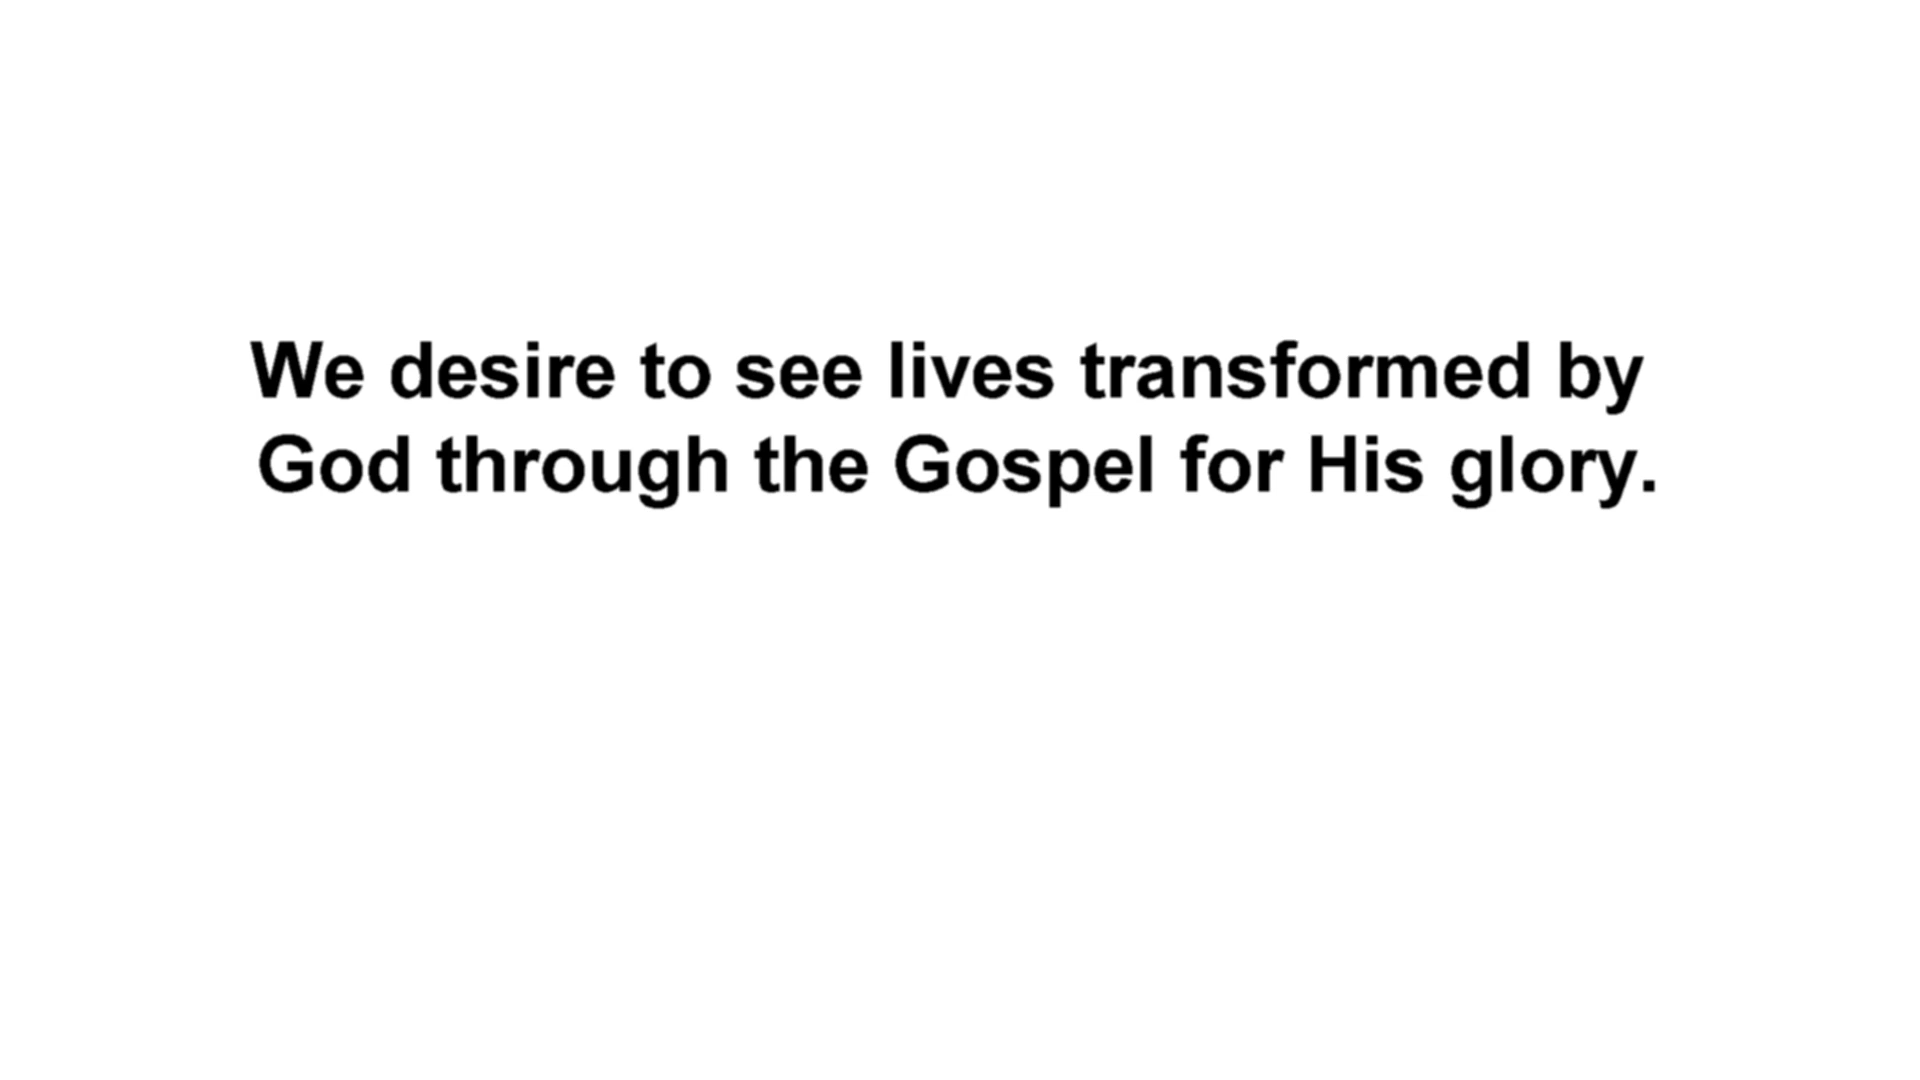 We desire to see lives transformed by
God through the Gospel for His glory.